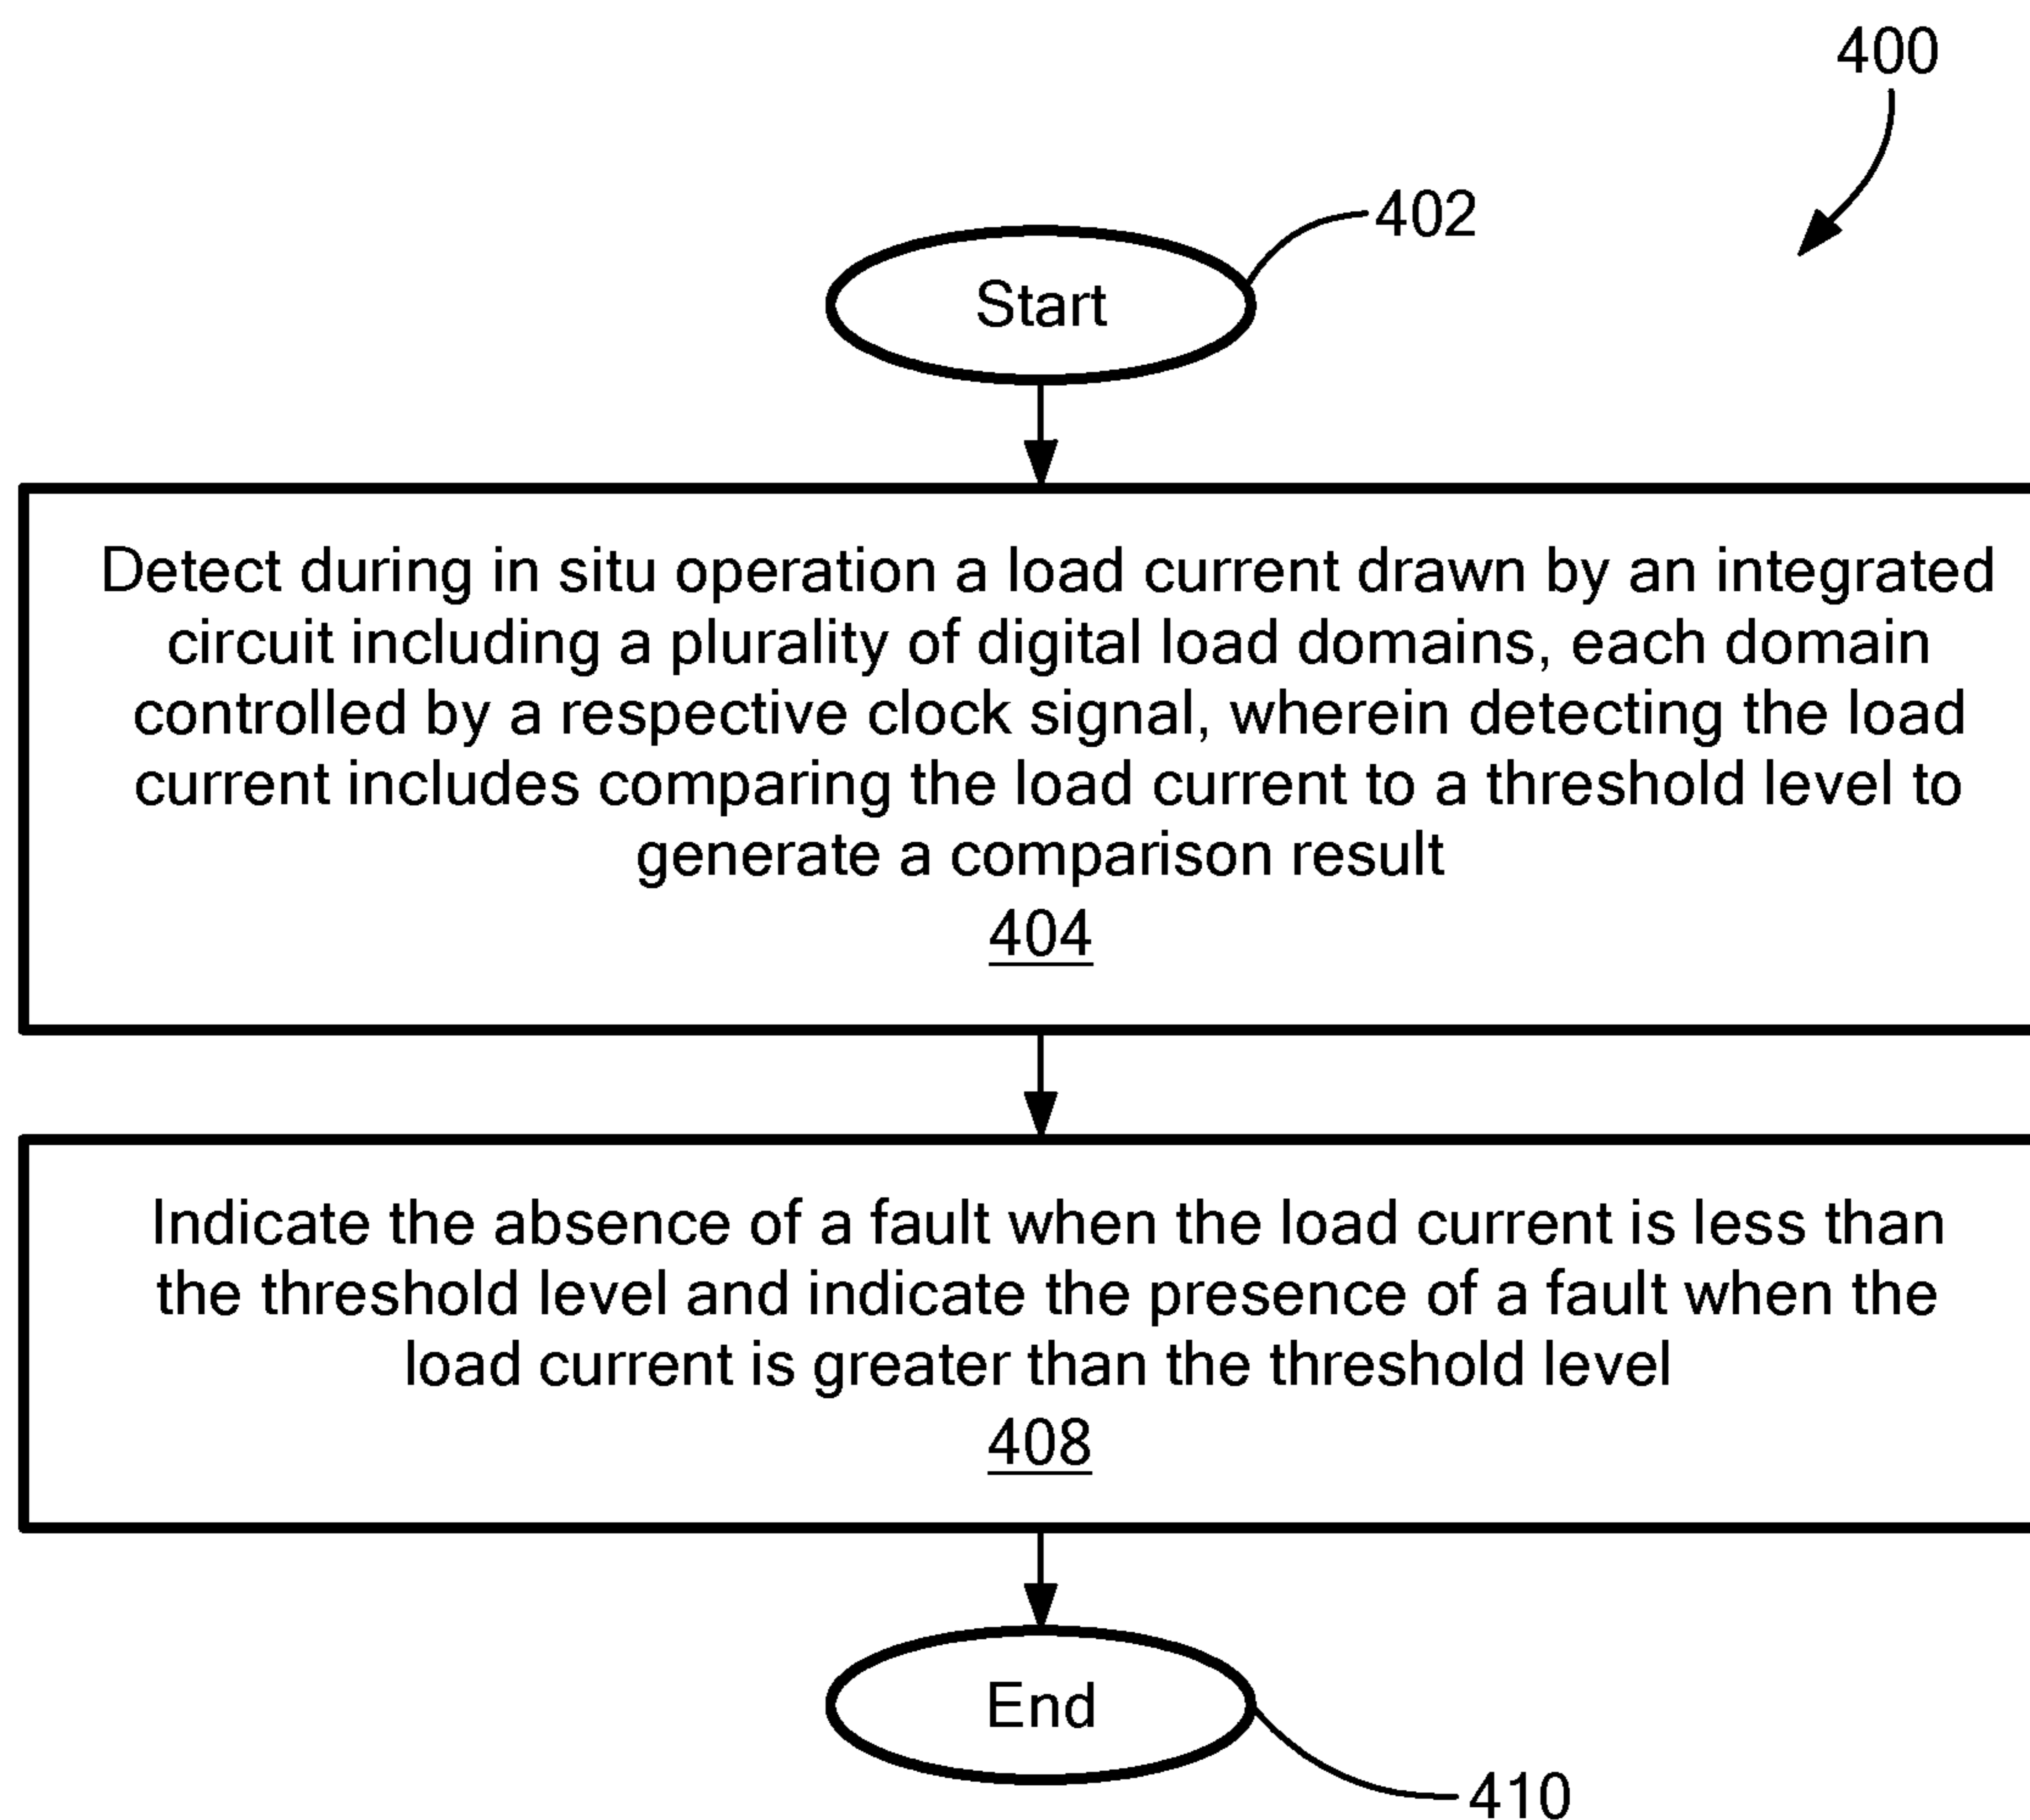 400
402
Start
Detect during in situ operation a load current drawn by an integrated
circuit including a plurality of digital load domains, each domain
controlled by a respective clock signal, wherein detecting the load
current includes comparing the load current to a threshold level to
generate a comparison result
404
Indicate the absence of a fault when the load current is less than
the threshold level and indicate the presence of a fault when the
load current is greater than the threshold level
408
End
410